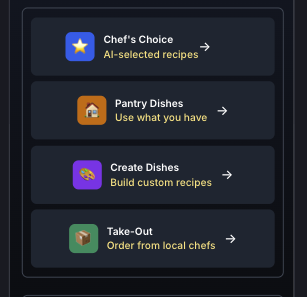 Chef's Choice
AI-selected recipes
Pantry Dishes
Use what you have
Create Dishes
Build custom recipes
Take-Out
Order from local chefs